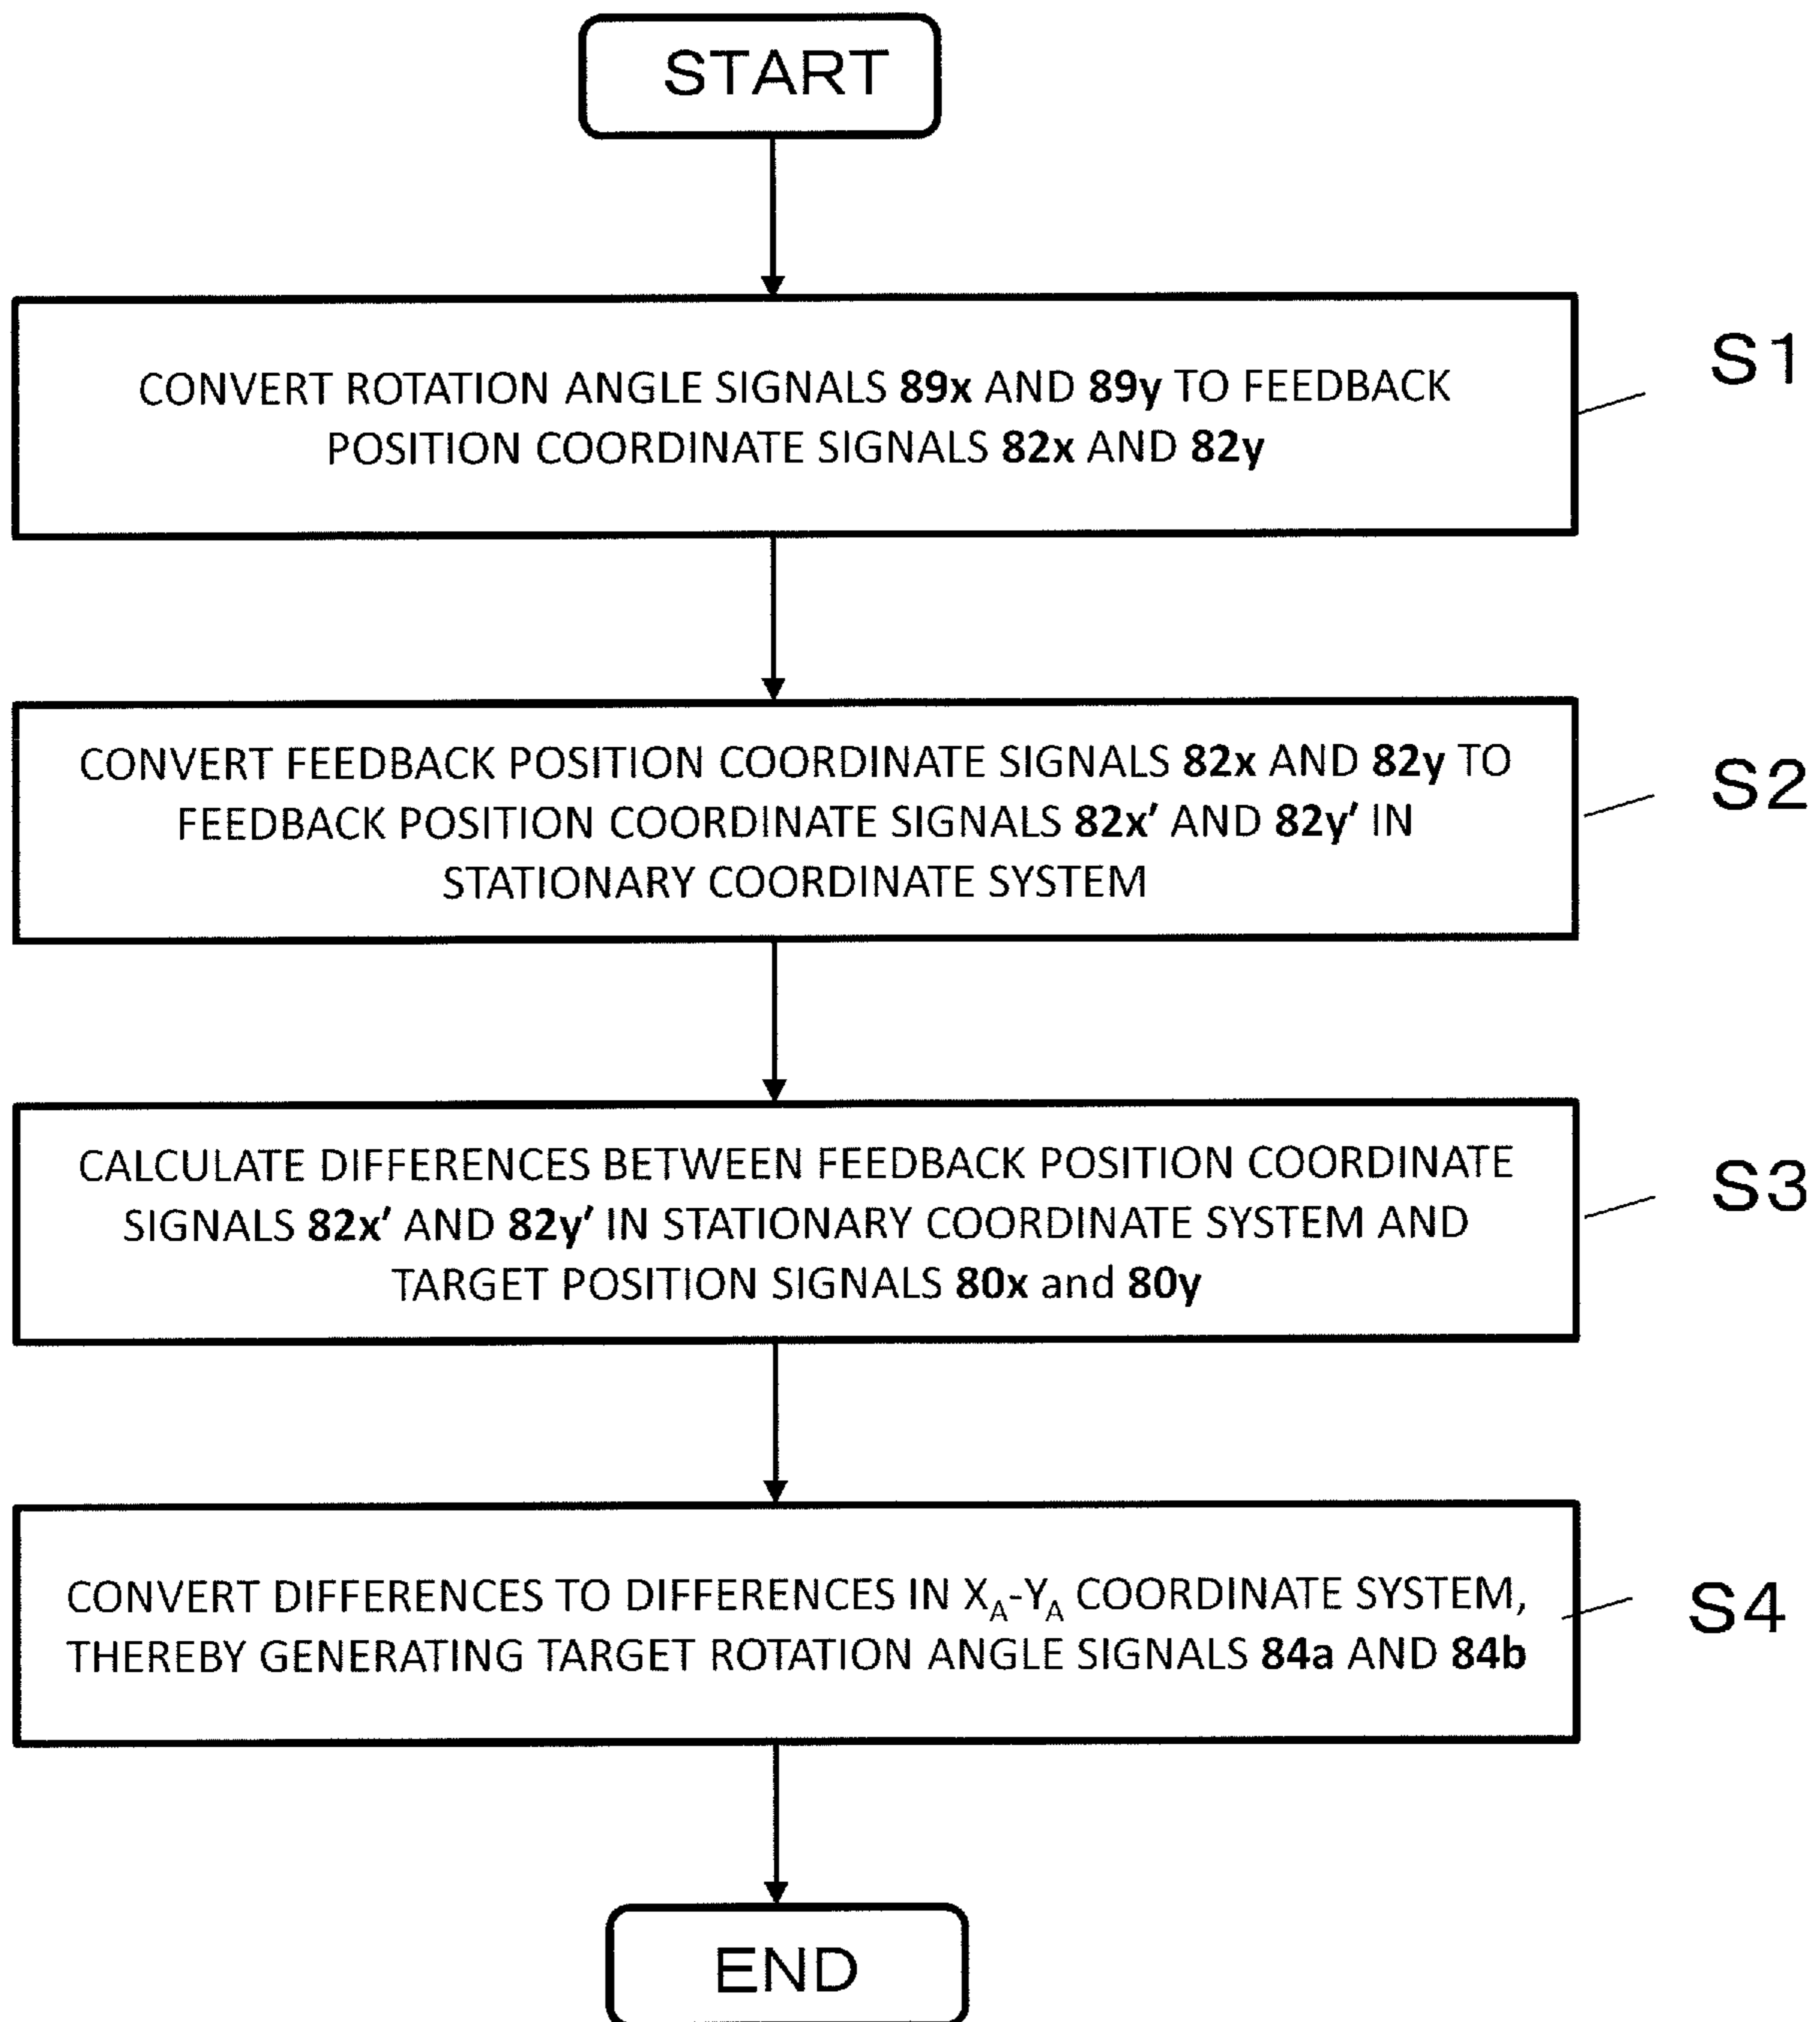 START
CONVERT ROTATION ANGLE SIGNALS 89x AND 89y TO FEEDBACK
POSITION COORDINATE SIGNALS 82x AND 82y
S1
CONVERT FEEDBACK POSITION COORDINATE SIGNALS 82x AND 82y TO
FEEDBACK POSITION COORDINATE SIGNALS 82x' AND 82y' IN
STATIONARY COORDINATE SYSTEM
S2
CALCULATE DIFFERENCES BETWEEN FEEDBACK POSITION COORDINATE
SIGNALS 82x' AND 82y' IN STATIONARY COORDINATE SYSTEM AND
TARGET POSITION SIGNALS 80x and 80y
S3
CONVERT DIFFERENCES TO DIFFERENCES IN X_A-Y_A COORDINATE SYSTEM,
THEREBY GENERATING TARGET ROTATION ANGLE SIGNALS 84a AND 84b
S4
END